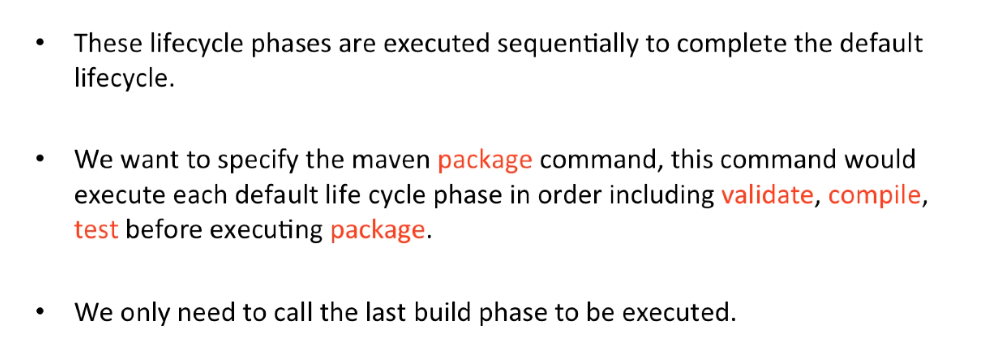 • These lifecycle phases are executed sequentially to complete the default
lifecycle.
• We want to specify the maven package command, this command would
execute each default life cycle phase in order including validate, compile,
test before executing package.
• We only need to call the last build phase to be executed.